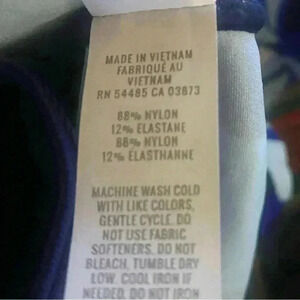 MADE IN VIETNAM
FABRIQUÉ AU
VIETNAM
RN 54485 CA 03873
88% NYLON
12% ELASTANE
88% NYLON
12% ELASTHANNE
MACHINE WASH COLD
WITH LIKE COLORS,
GENTLE CYCLE. DO
NOT USE FABRIC
SOFTENERS. DO NOT
BLEACH, TUMBLE DRY
LOW. COOL IRON IF
NEEDED. DO NOT IRON